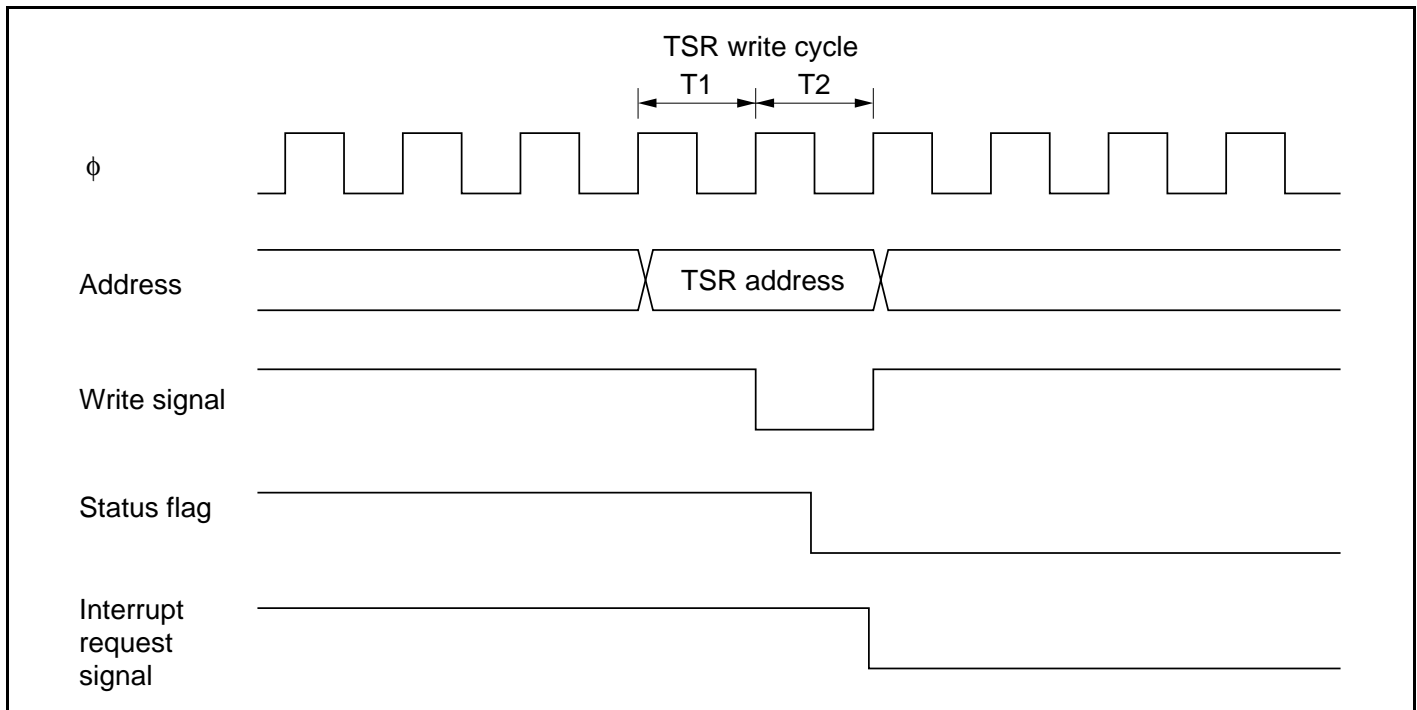 TSR write cycle
T1 T2
ϕ
Address
TSR address
Write signal
Status flag
Interrupt
request
signal